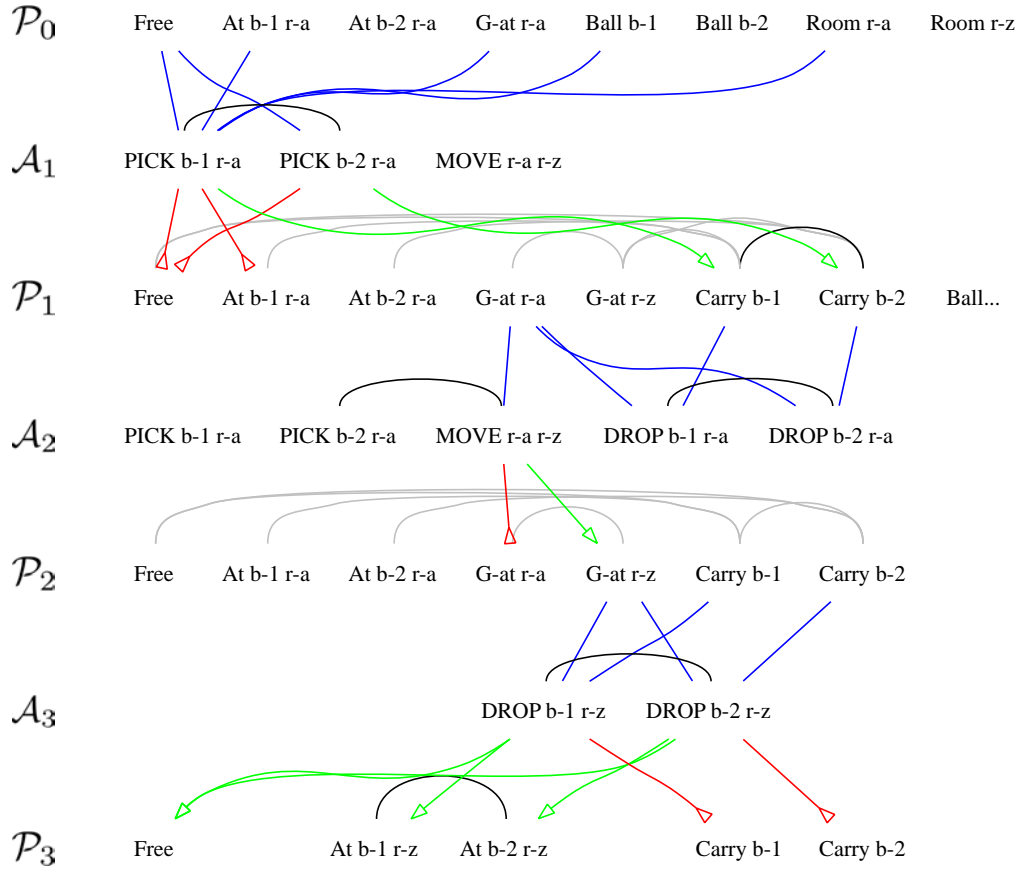 𝒫₀ Free At b-1 r-a At b-2 r-a G-at r-a Ball b-1 Ball b-2 Room r-a Room r-z
𝒜₁ PICK b-1 r-a PICK b-2 r-a MOVE r-a r-z
𝒫₁ Free At b-1 r-a At b-2 r-a G-at r-a G-at r-z Carry b-1 Carry b-2 Ball...
𝒜₂ PICK b-1 r-a PICK b-2 r-a MOVE r-a r-z DROP b-1 r-a DROP b-2 r-a
𝒫₂ Free At b-1 r-a At b-2 r-a G-at r-a G-at r-z Carry b-1 Carry b-2
𝒜₃ DROP b-1 r-z DROP b-2 r-z
𝒫₃ Free At b-1 r-z At b-2 r-z Carry b-1 Carry b-2